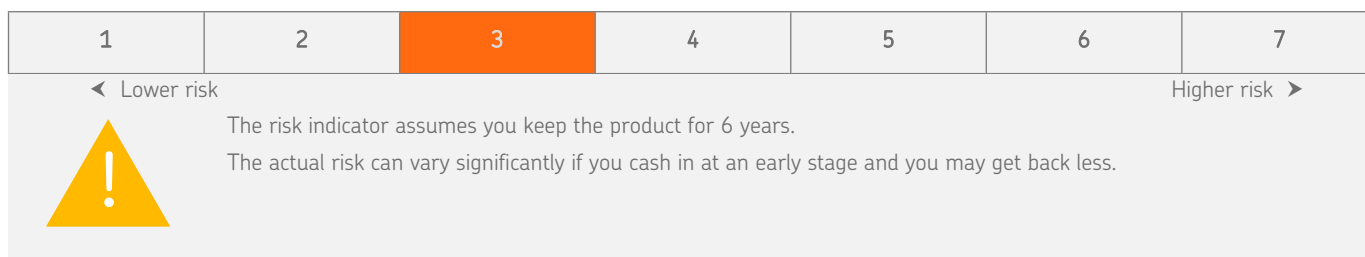 1 2 3 4 5 6 7
Lower risk Higher risk
The risk indicator assumes you keep the product for 6 years.
The actual risk can vary significantly if you cash in at an early stage and you may get back less.